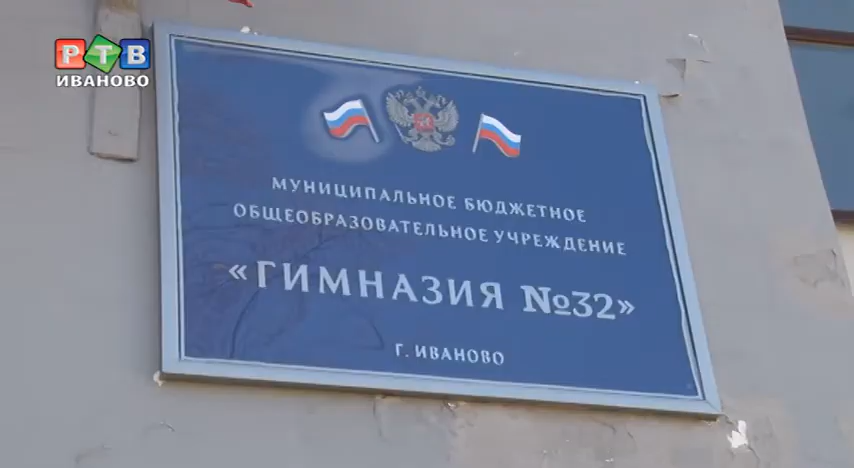 РТВ
ИВАНОВО
МУНИЦИПАЛЬНОЕ БЮДЖЕТНОЕ
ОБЩЕОБРАЗОВАТЕЛЬНОЕ УЧРЕЖДЕНИЕ
«ГИМНАЗИЯ №32»
Г. ИВАНОВО